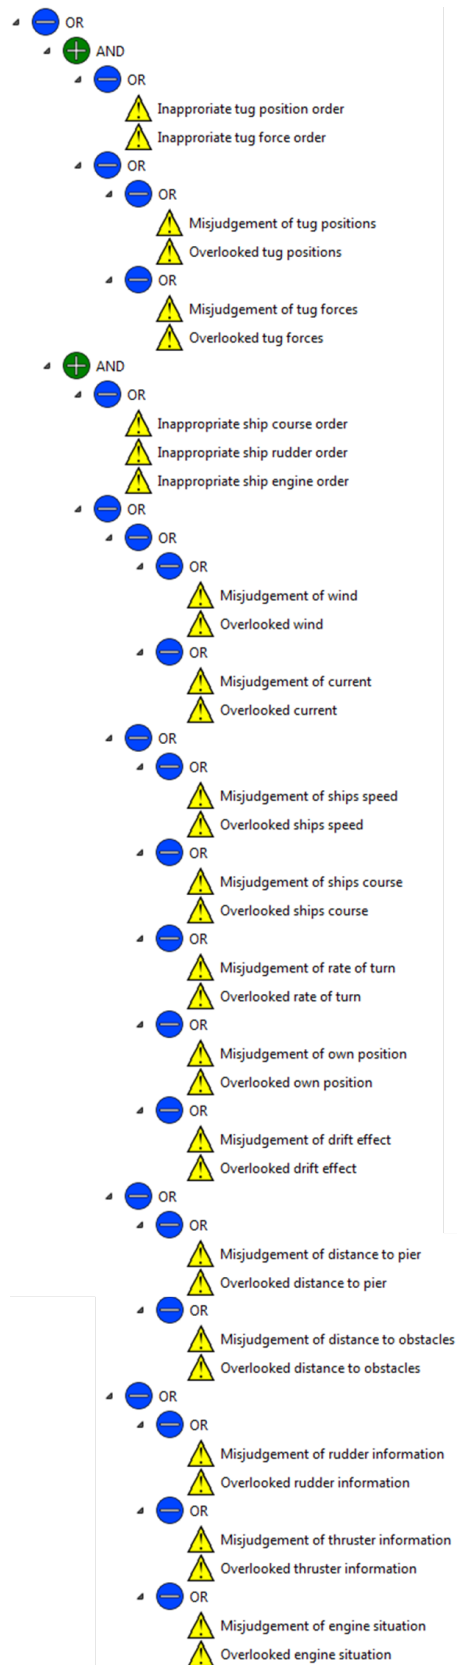 OR
AND
OR
Inapproriate tug position order
Inapproriate tug force order
OR
OR
Misjudgement of tug positions
Overlooked tug positions
OR
Misjudgement of tug forces
Overlooked tug forces
AND
OR
Inappropriate ship course order
Inappropriate ship rudder order
Inappropriate ship engine order
OR
OR
OR
Misjudgement of wind
Overlooked wind
OR
Misjudgement of current
Overlooked current
OR
OR
Misjudgement of ships speed
Overlooked ships speed
OR
Misjudgement of ships course
Overlooked ships course
OR
Misjudgement of rate of turn
Overlooked rate of turn
OR
Misjudgement of own position
Overlooked own position
OR
Misjudgement of drift effect
Overlooked drift effect
OR
OR
Misjudgement of distance to pier
Overlooked distance to pier
OR
Misjudgement of distance to obstacles
Overlooked distance to obstacles
OR
OR
Misjudgement of rudder information
Overlooked rudder information
OR
Misjudgement of thruster information
Overlooked thruster information
OR
Misjudgement of engine situation
Overlooked engine situation